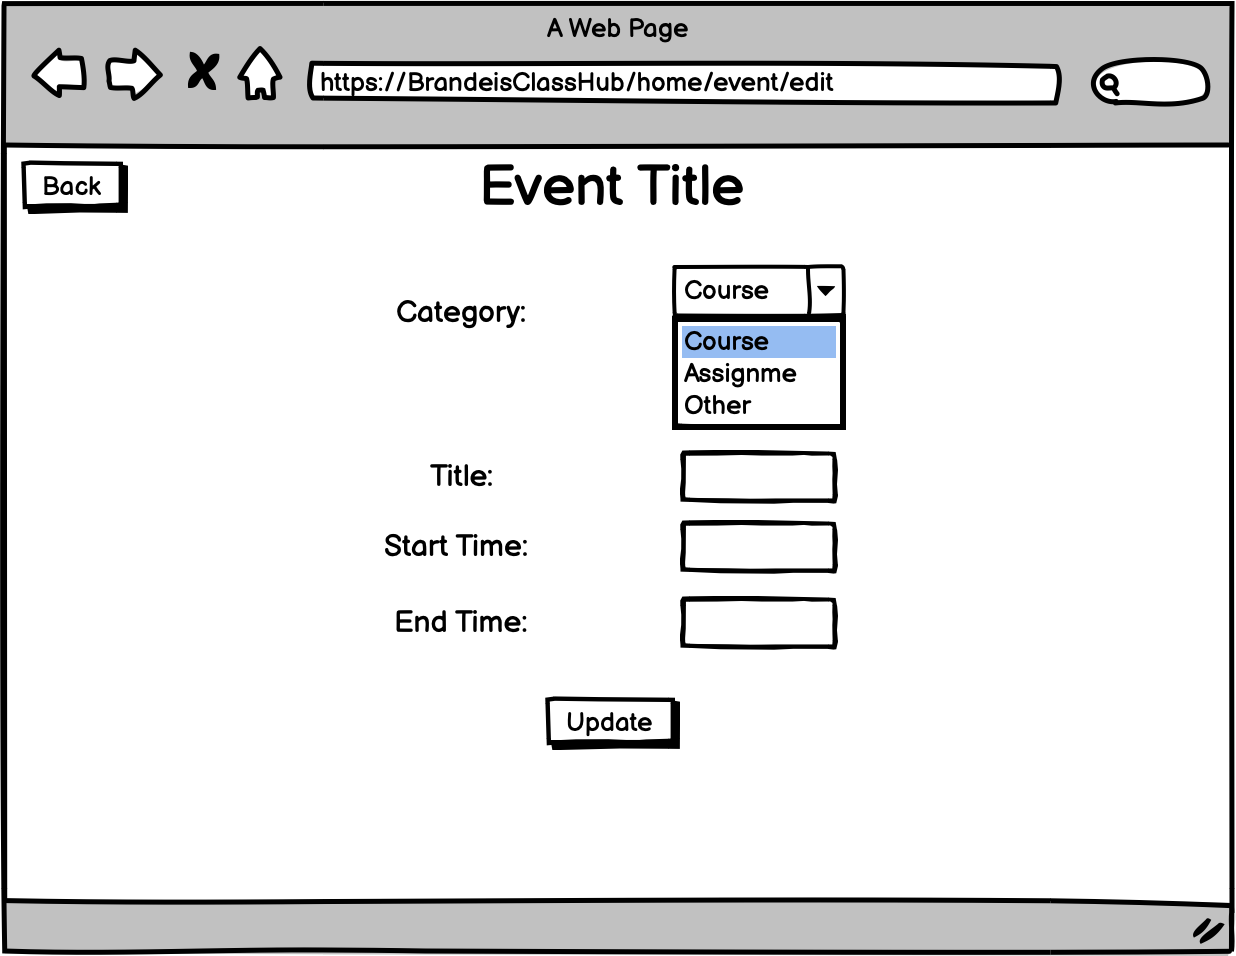 A Web Page
https://BrandeisClassHub/home/event/edit
Back
Event Title
Category:
Course
Course
Assignme
Other
Title:
Start Time:
End Time:
Update